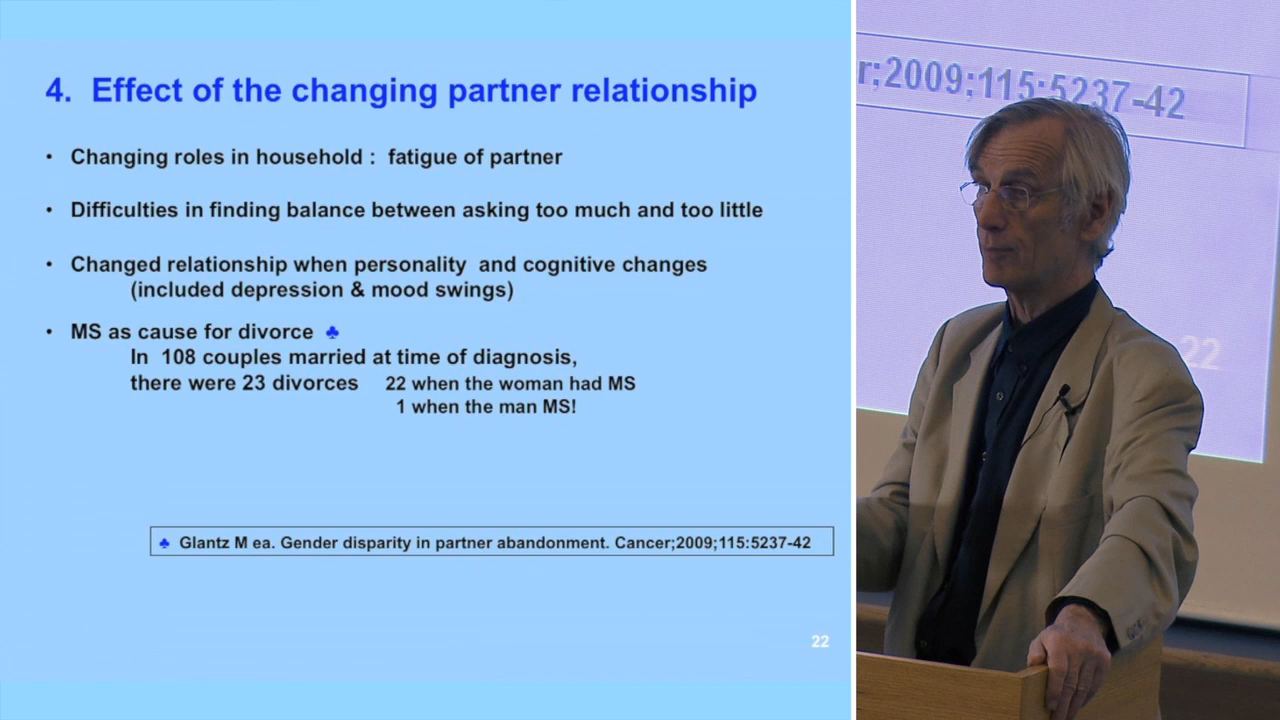 4. Effect of the changing partner relationship
• Changing roles in household : fatigue of partner
• Difficulties in finding balance between asking too much and too little
• Changed relationship when personality and cognitive changes
(included depression & mood swings)
• MS as cause for divorce ♣
In 108 couples married at time of diagnosis,
there were 23 divorces 22 when the woman had MS
1 when the man MS!
♣ Glantz M ea. Gender disparity in partner abandonment. Cancer;2009;115:5237-42
22
r;2009;115:5237-42
22